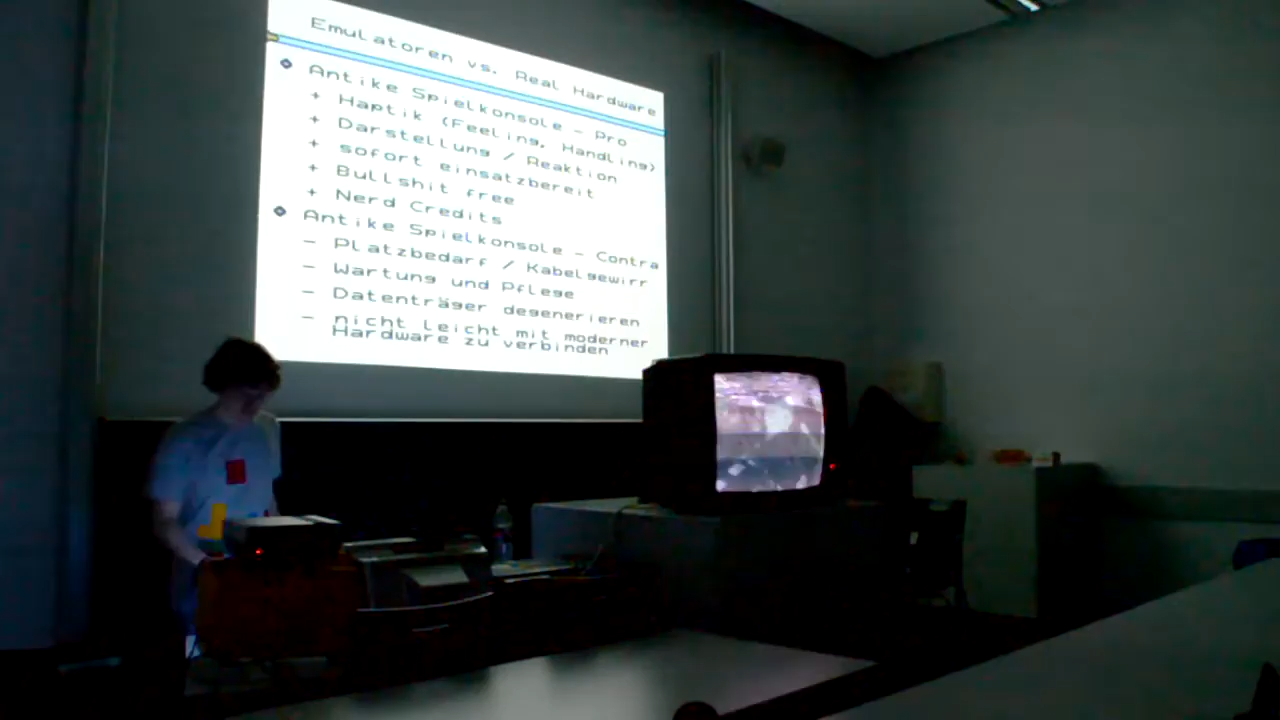 Emulatoren vs. Real Hardware
Antike Spielkonsole - Pro
+ Haptik (Feeling, Handling)
+ Darstellung / Reaktion
+ sofort einsatzbereit
+ Bullshit free
+ Nerd Credits
Antike Spielkonsole - Contra
- Platzbedarf / Kabelgewirr
- Wartung und Pflege
- Datenträger degenerieren
- nicht leicht mit moderner
Hardware zu verbinden